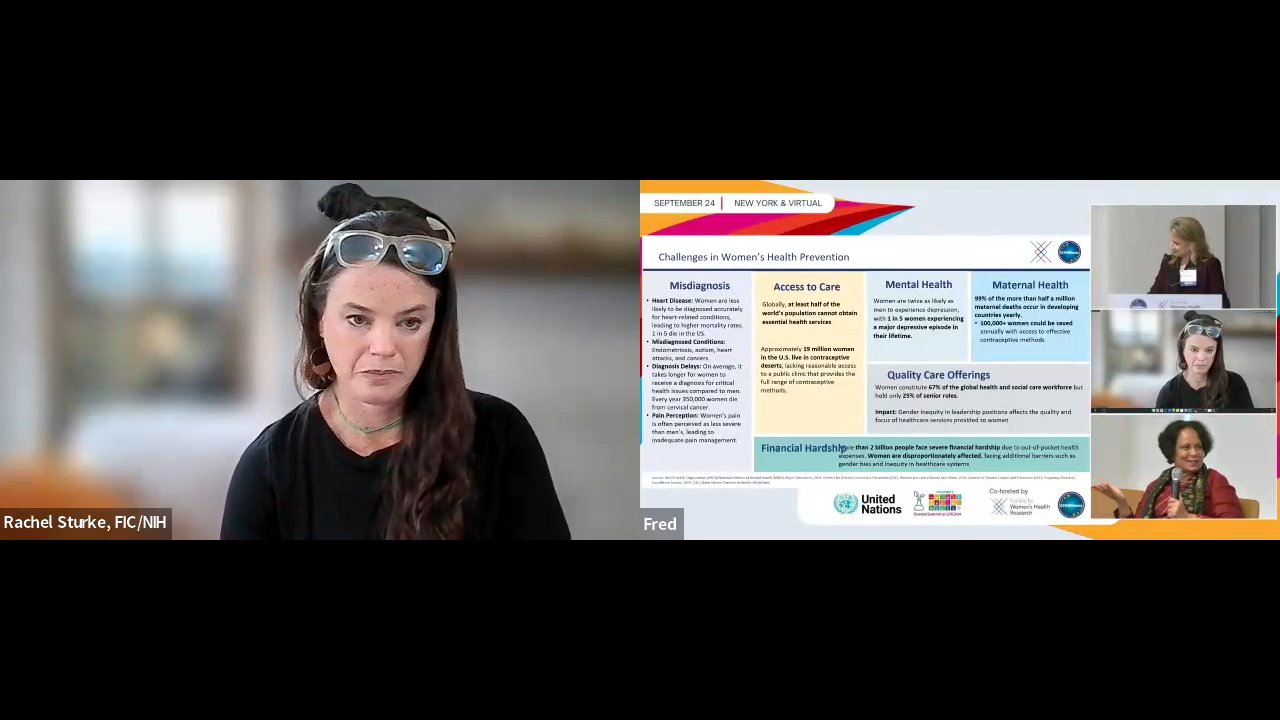 SEPTEMBER 24 | NEW YORK & VIRTUAL
Challenges in Women's Health Prevention
Misdiagnosis
• Heart Disease: Women are less
likely to be diagnosed accurately
for heart-related conditions,
leading to higher mortality rates.
1 in 5 die in the US.
• Misdiagnosed Conditions:
Endometriosis, autism, heart
attacks, and cancers.
• Diagnosis Delays: On average, it
takes longer for women to
receive a diagnosis for critical
health issues compared to men.
Every year 350,000 women die
from cervical cancer
• Pain Perception: Women's pain
is often perceived as less severe
than men's, leading to
inadequate pain management.
Access to Care
Globally, at least half of the
world's population cannot obtain
essential health services
Approximately 19 million women
in the U.S. live in contraceptive
deserts, lacking reasonable access
to a public clinic that provides the
full range of contraceptive
methods.
Mental Health
Women are twice as likely as
men to experience depression,
with 1 in 5 women experiencing
a major depressive episode in
their lifetime.
Maternal Health
99% of the more than half a million
maternal deaths occur in developing
countries yearly.
• 100,000+ women could be saved
annually with access to effective
contraceptive methods
Quality Care Offerings
Women constitute 67% of the global health and social care workforce but
hold only 25% of senior roles.
Impact: Gender inequity in leadership positions affects the quality and
focus of healthcare services provided to women
Financial Hardship
More than 2 billion people face severe financial hardship due to out-of-pocket health
expenses. Women are disproportionately affected, facing additional barriers such as
gender bias and inequity in healthcare systems
United
Nations
Co-hosted by
Women's Health
Research
Rachel Sturke, FIC/NIH
Fred